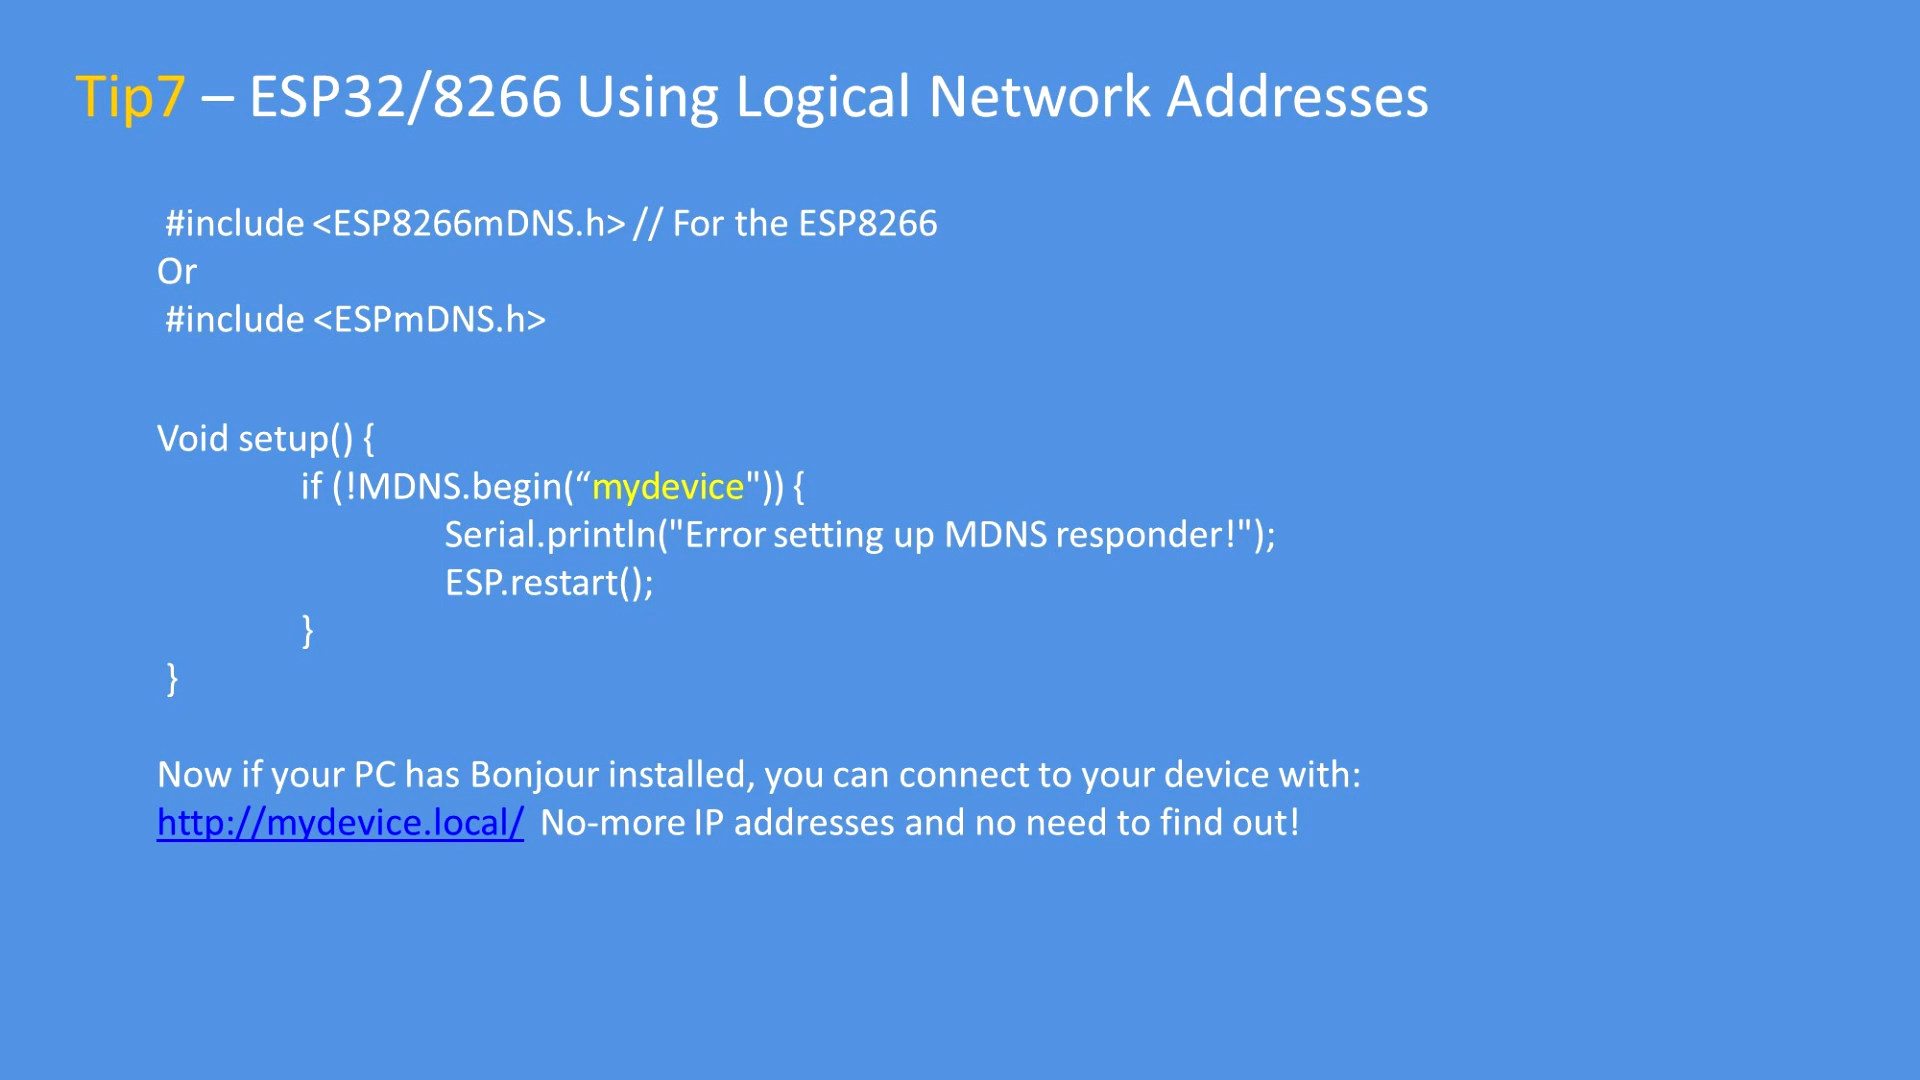 Tip7 – ESP32/8266 Using Logical Network Addresses
#include <ESP8266mDNS.h> // For the ESP8266
Or
#include <ESPmDNS.h>
Void setup() {
if (!MDNS.begin(“mydevice")) {
Serial.println("Error setting up MDNS responder!");
ESP.restart();
}
}
Now if your PC has Bonjour installed, you can connect to your device with:
http://mydevice.local/ No-more IP addresses and no need to find out!